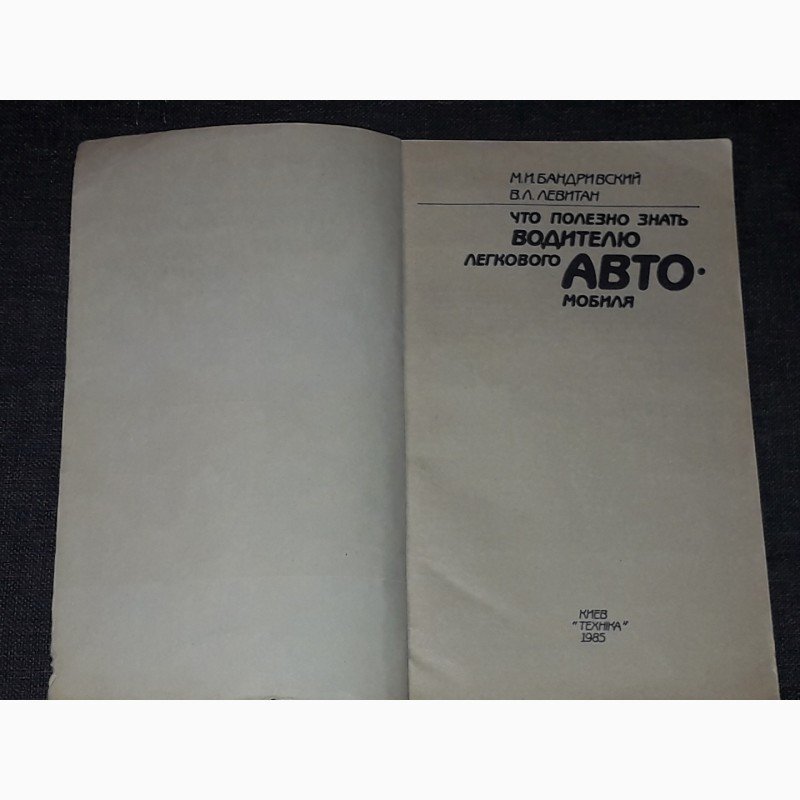 М.И. БАНДРИВСКИЙ
В.Л. ЛЕВИТАН
ЧТО ПОЛЕЗНО ЗНАТЬ
ВОДИТЕЛЮ
ЛЕГКОВОГО АВТО-
МОБИЛЯ
КИЕВ
"ТЕХНІКА"
1985